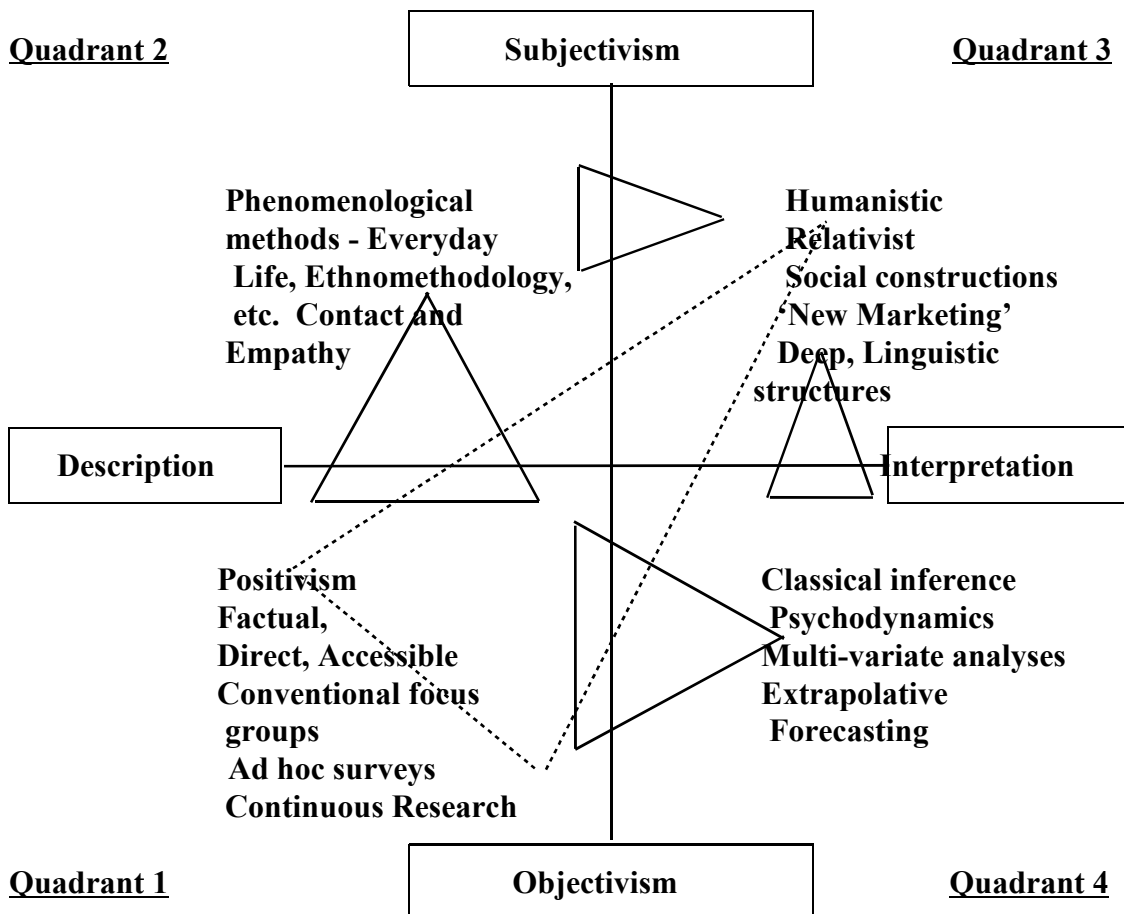 Quadrant 2
Subjectivism
Quadrant 3
Phenomenological
methods - Everyday
Life, Ethnomethodology,
etc. Contact and
Empathy
Humanistic
Relativist
Social constructions
‘New Marketing’
Deep, Linguistic
structures
Description
Interpretation
Positivism
Factual,
Direct, Accessible
Conventional focus
groups
Ad hoc surveys
Continuous Research
Classical inference
Psychodynamics
Multi-variate analyses
Extrapolative
Forecasting
Quadrant 1
Objectivism
Quadrant 4